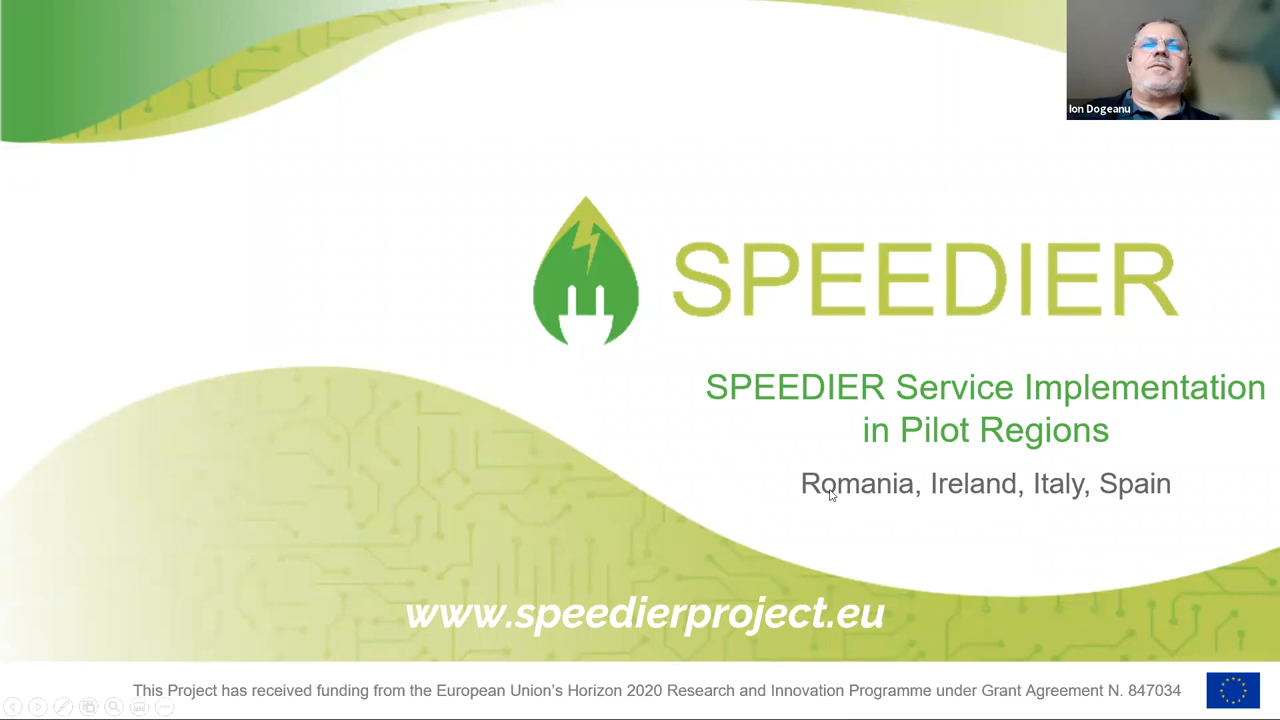 Ion Dogeanu
SPEEDIER
SPEEDIER Service Implementation
in Pilot Regions
Romania, Ireland, Italy, Spain
www.speedierproject.eu
This Project has received funding from the European Union's Horizon 2020 Research and Innovation Programme under Grant Agreement N. 847034